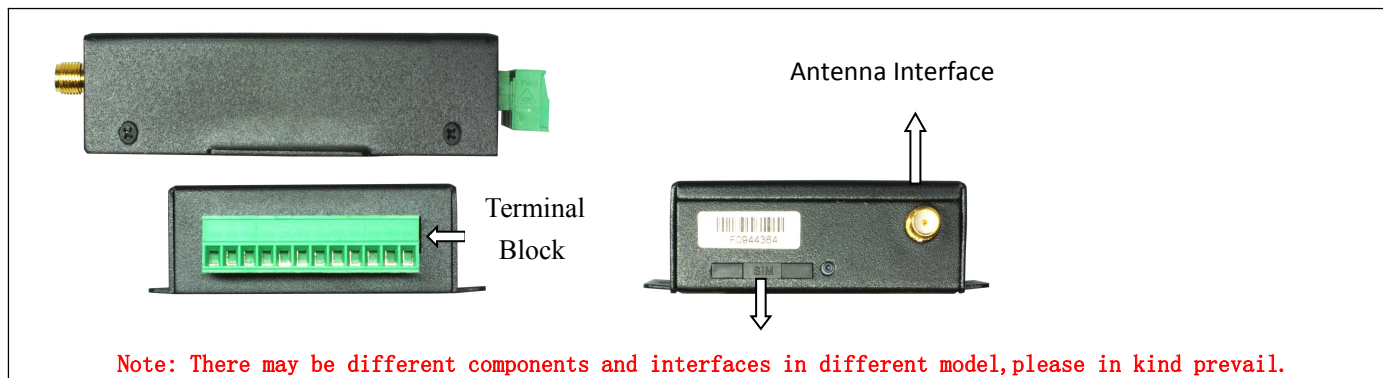 Antenna Interface
Terminal
Block
F0944364
SIM
Note: There may be different components and interfaces in different model,please in kind prevail.